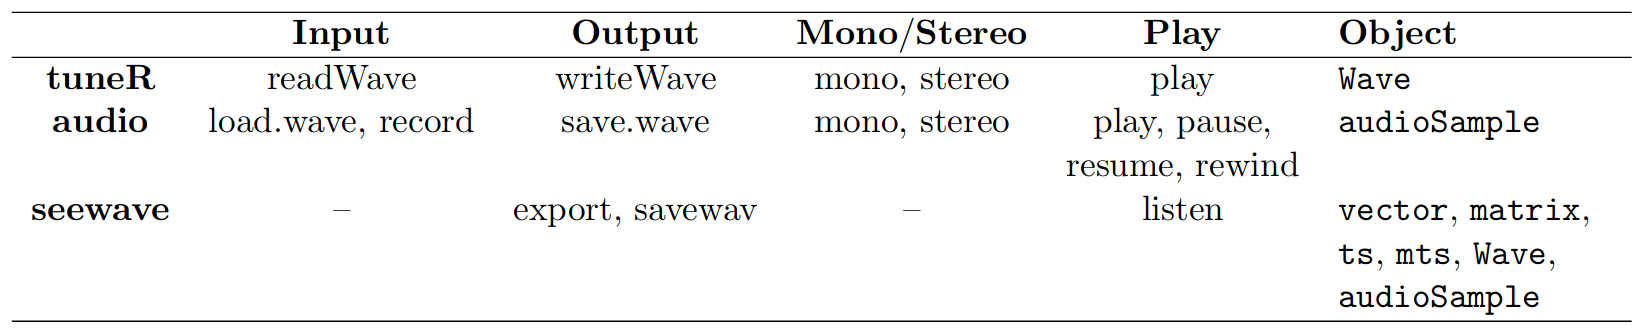 Input Output Mono/Stereo Play Object
tuneR readWave writeWave mono, stereo play Wave
audio load.wave, record save.wave mono, stereo play, pause, audioSample
resume, rewind
seewave – export, savewav – listen vector, matrix,
ts, mts, Wave,
audioSample